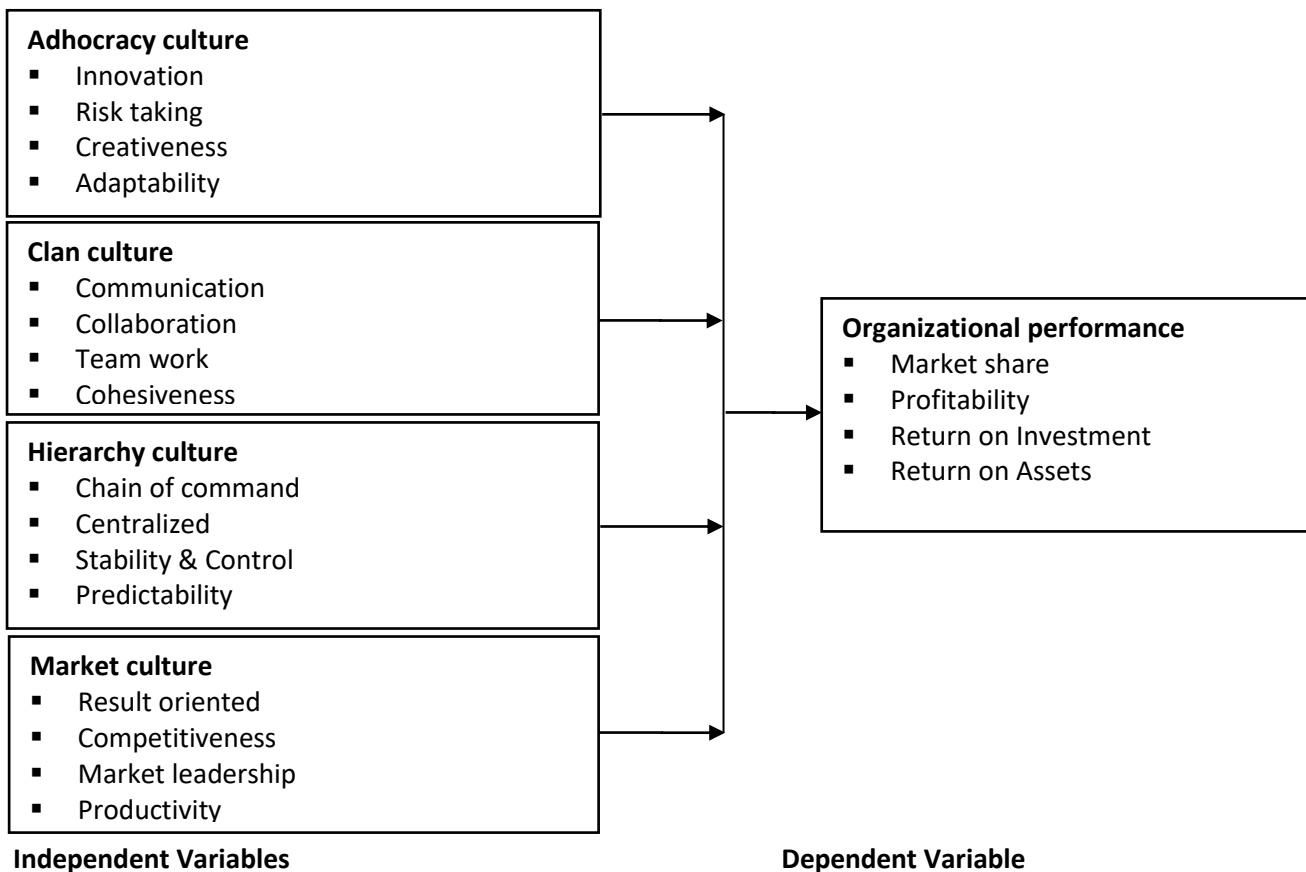 Adhocracy culture
▪ Innovation
▪ Risk taking
▪ Creativeness
▪ Adaptability
Clan culture
▪ Communication
▪ Collaboration
▪ Team work
▪ Cohesiveness
Hierarchy culture
▪ Chain of command
▪ Centralized
▪ Stability & Control
▪ Predictability
Market culture
▪ Result oriented
▪ Competitiveness
▪ Market leadership
▪ Productivity
Organizational performance
▪ Market share
▪ Profitability
▪ Return on Investment
▪ Return on Assets
Independent Variables
Dependent Variable